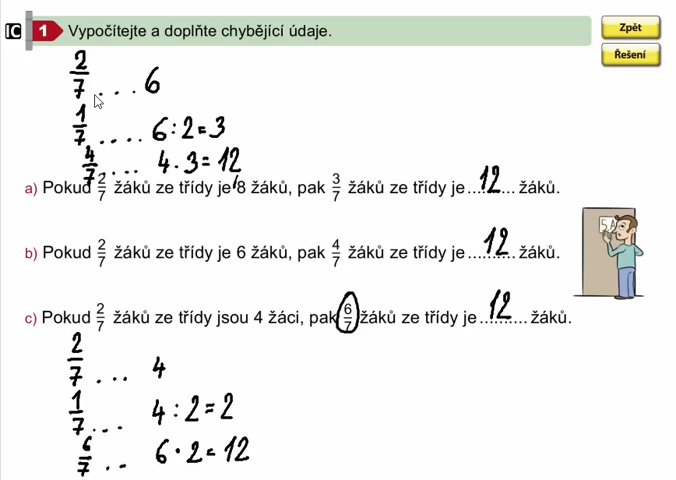 1 Vypočítejte a doplňte chybějící údaje.
Zpět
Řešení
2/7 ... 6
1/7 .... 6 : 2 = 3
4/7 ... 4 . 3 = 12
a) Pokud 2/7 žáků ze třídy je 8 žáků, pak 3/7 žáků ze třídy je ...12... žáků.
b) Pokud 2/7 žáků ze třídy je 6 žáků, pak 4/7 žáků ze třídy je ...12... žáků.
c) Pokud 2/7 žáků ze třídy jsou 4 žáci, pak 6/7 žáků ze třídy je ...12... žáků.
2/7 ... 4
1/7 ... 4 : 2 = 2
6/7 .. 6 . 2 = 12